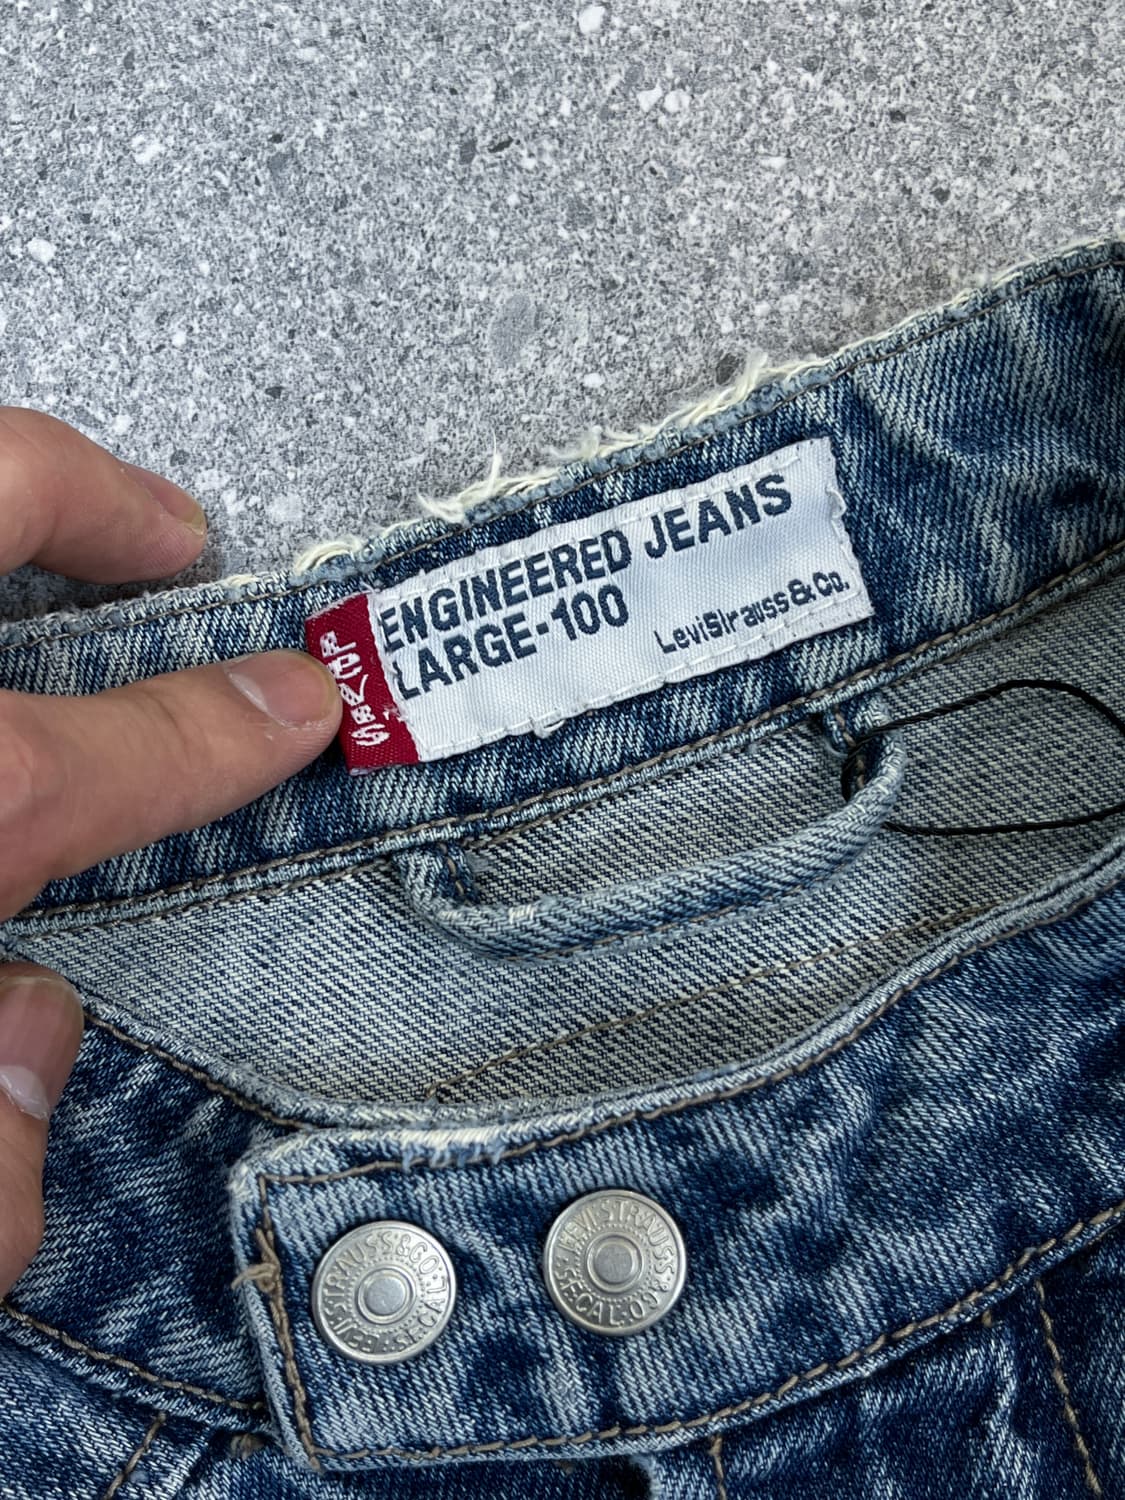 ENGINEERED JEANS
LARGE-100
LeviStrauss & Co.
LEVI STRAUSS & CO. S.F. CAL.
LEVI STRAUSS & CO. S.F. CAL.